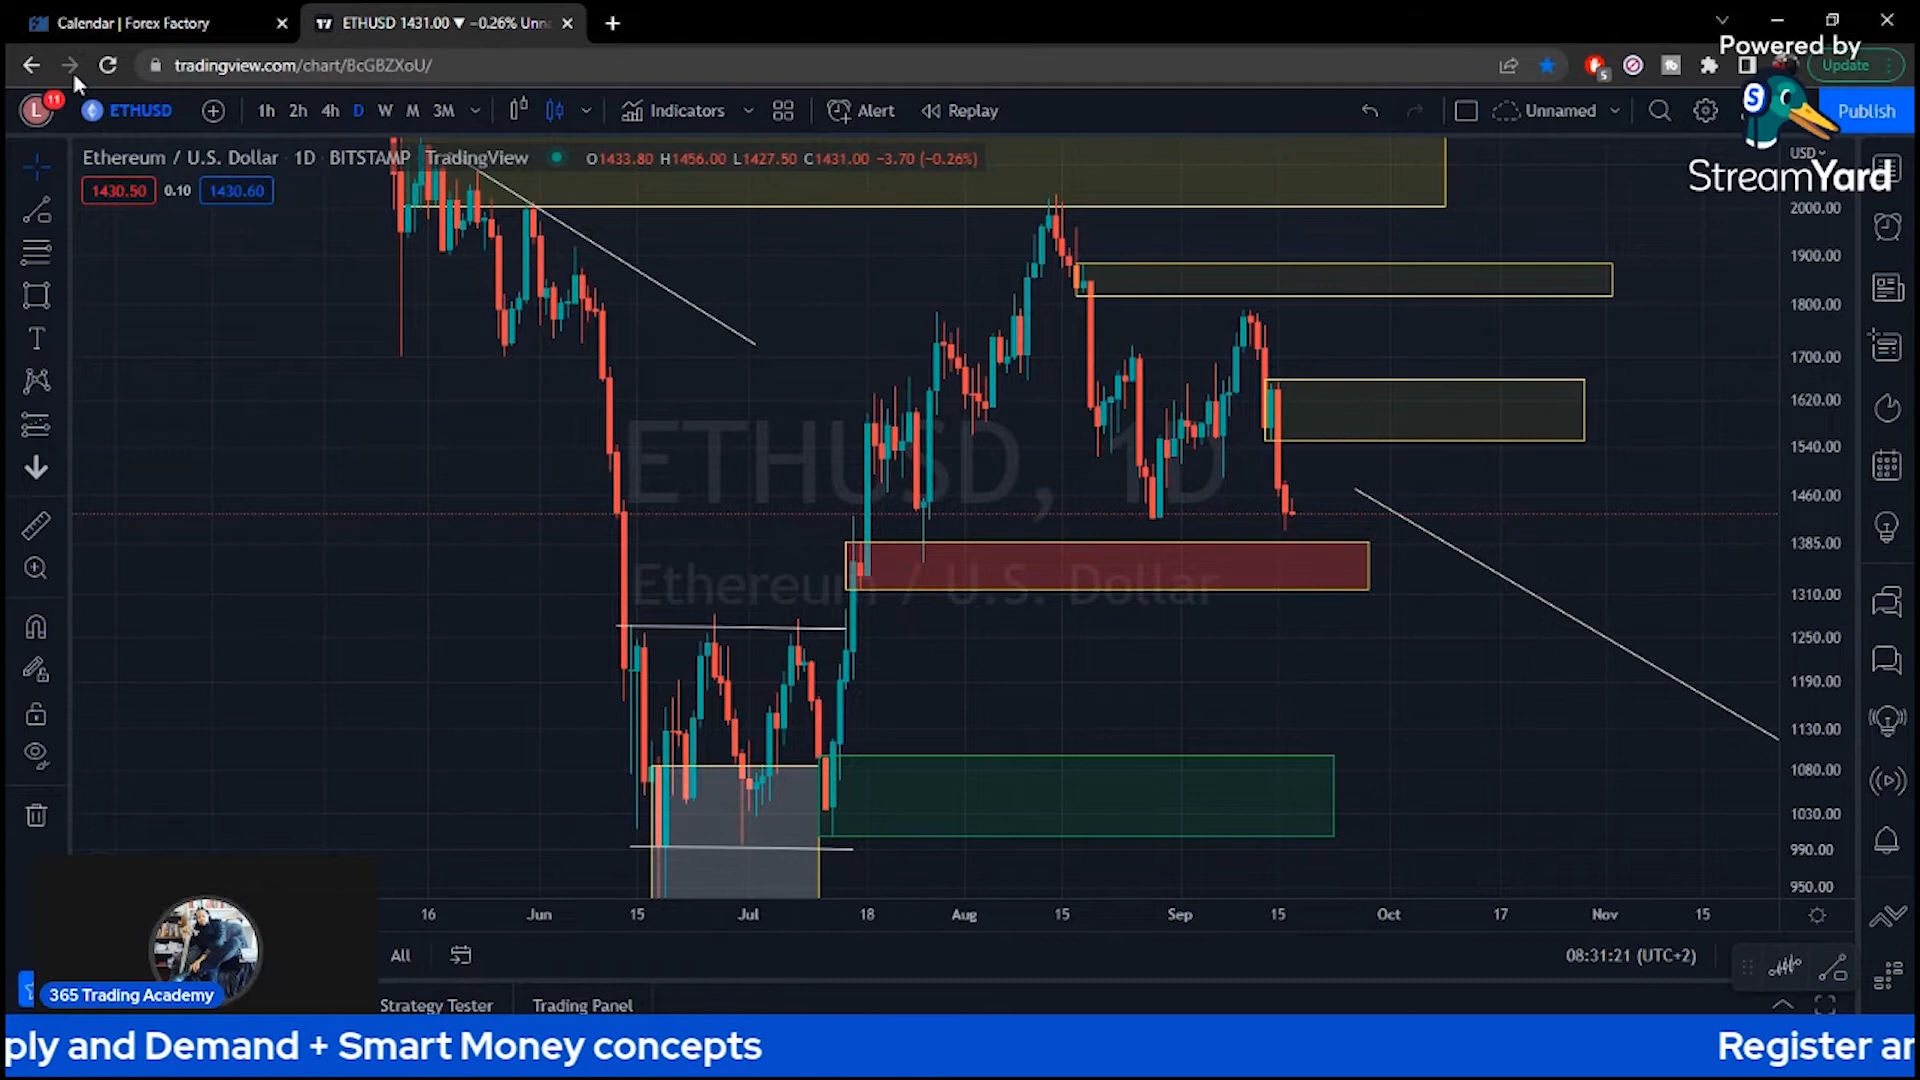 Calendar | Forex Factory
ETHUSD 1431.00 ▼ −0.26% Unna
Powered by
tradingview.com/chart/BcGBZXoU/
5
Update
L
11
ETHUSD
1h
2h
4h
D
W
M
3M
Indicators
Alert
Replay
Unnamed
S
Publish
Ethereum / U.S. Dollar · 1D · BITSTAMP · TradingView
O1433.80 H1456.00 L1427.50 C1431.00 −3.70 (−0.26%)
USD
StreamYard
1430.50
0.10
1430.60
2000.00
1900.00
1800.00
1700.00
1620.00
1540.00
1460.00
1385.00
1310.00
1250.00
1190.00
1130.00
1080.00
1030.00
990.00
950.00
ETHUSD, 1D
Ethereum / U.S. Dollar
16
Jun
15
Jul
18
Aug
15
Sep
15
Oct
17
Nov
15
All
08:31:21 (UTC+2)
365 Trading Academy
Strategy Tester
Trading Panel
ply and Demand + Smart Money concepts
Register ar